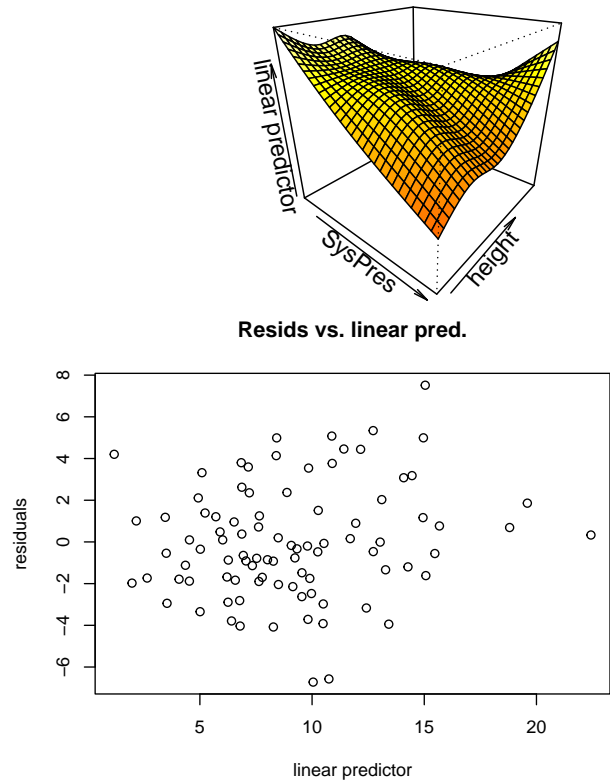 linear predictor
SysPres
height
Resids vs. linear pred.
8
6
4
2
0
−2
−4
−6
residuals
5
10
15
20
linear predictor